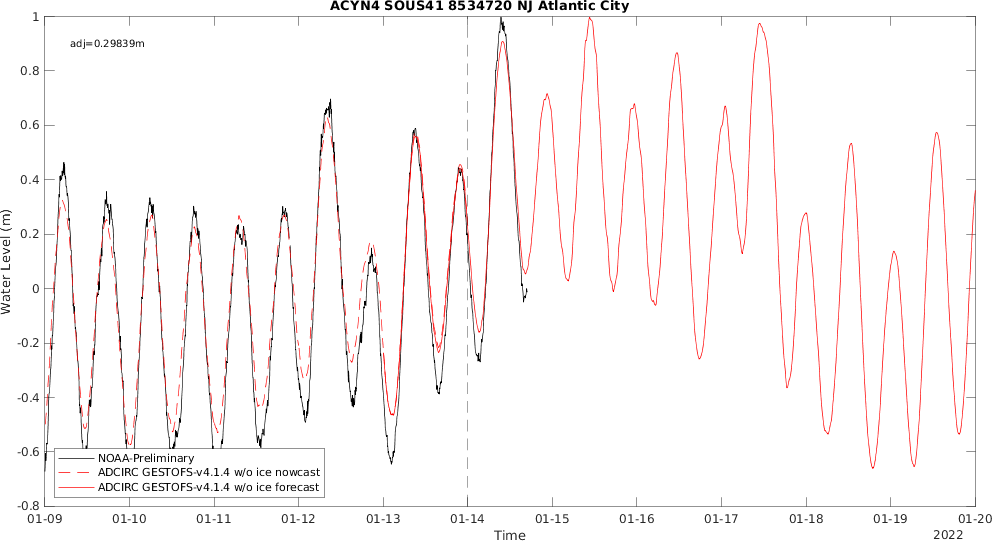 ACYN4 SOUS41 8534720 NJ Atlantic City
adj=0.29839m
Water Level (m)
1
0.8
0.6
0.4
0.2
0
-0.2
-0.4
-0.6
-0.8
NOAA-Preliminary
ADCIRC GESTOFS-v4.1.4 w/o ice nowcast
ADCIRC GESTOFS-v4.1.4 w/o ice forecast
01-09 01-10 01-11 01-12 01-13 01-14 01-15 01-16 01-17 01-18 01-19 01-20
Time
2022